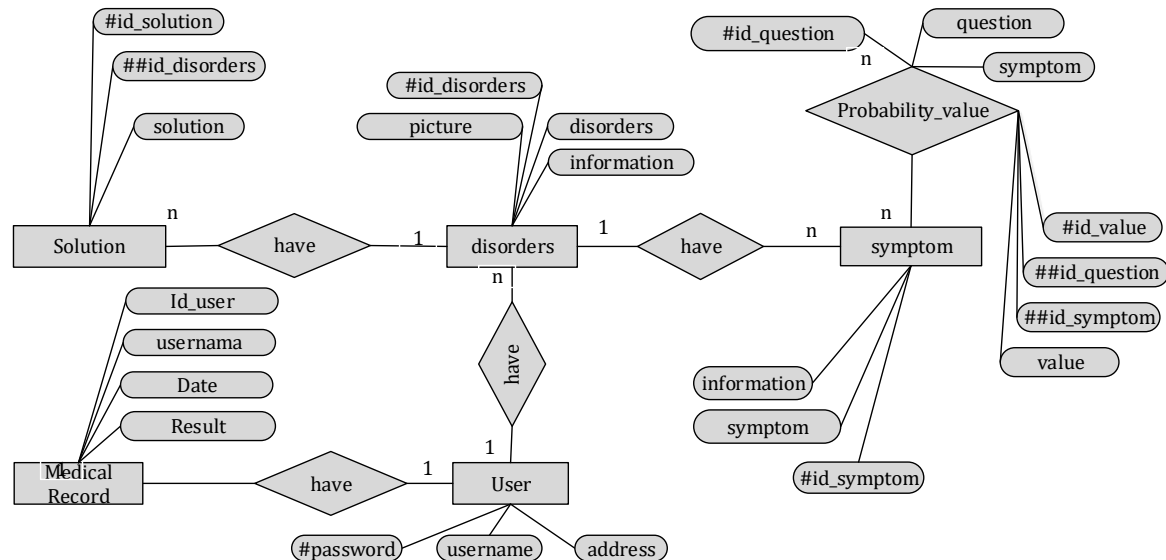 #id_solution
##id_disorders
solution
#id_disorders
picture
disorders
information
#id_question
question
n
symptom
Probability_value
Solution
n
have
1
disorders
1
have
n
n
symptom
#id_value
##id_question
##id_symptom
value
n
have
1
Id_user
usernama
Date
Result
information
symptom
#id_symptom
1
Medical
Record
have
1
User
#password
username
address